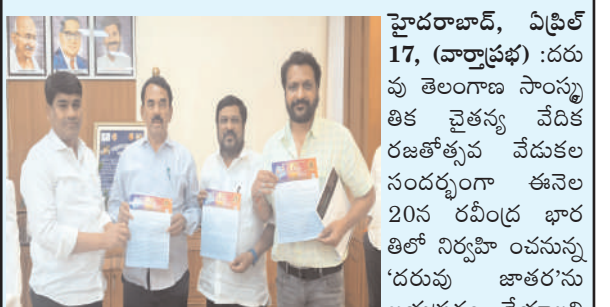 హైదరాబాద్, ఏప్రిల్
17, (వార్తాప్రభ) :దరు
వు తెలంగాణ సాంస్కృ
తిక చైతన్య వేదిక
రజతోత్సవ వేడుకల
సందర్భంగా ఈనెల
20న రవీంద్ర భార
తిలో నిర్వహి ంచనున్న
'దరువు జాతర'ను